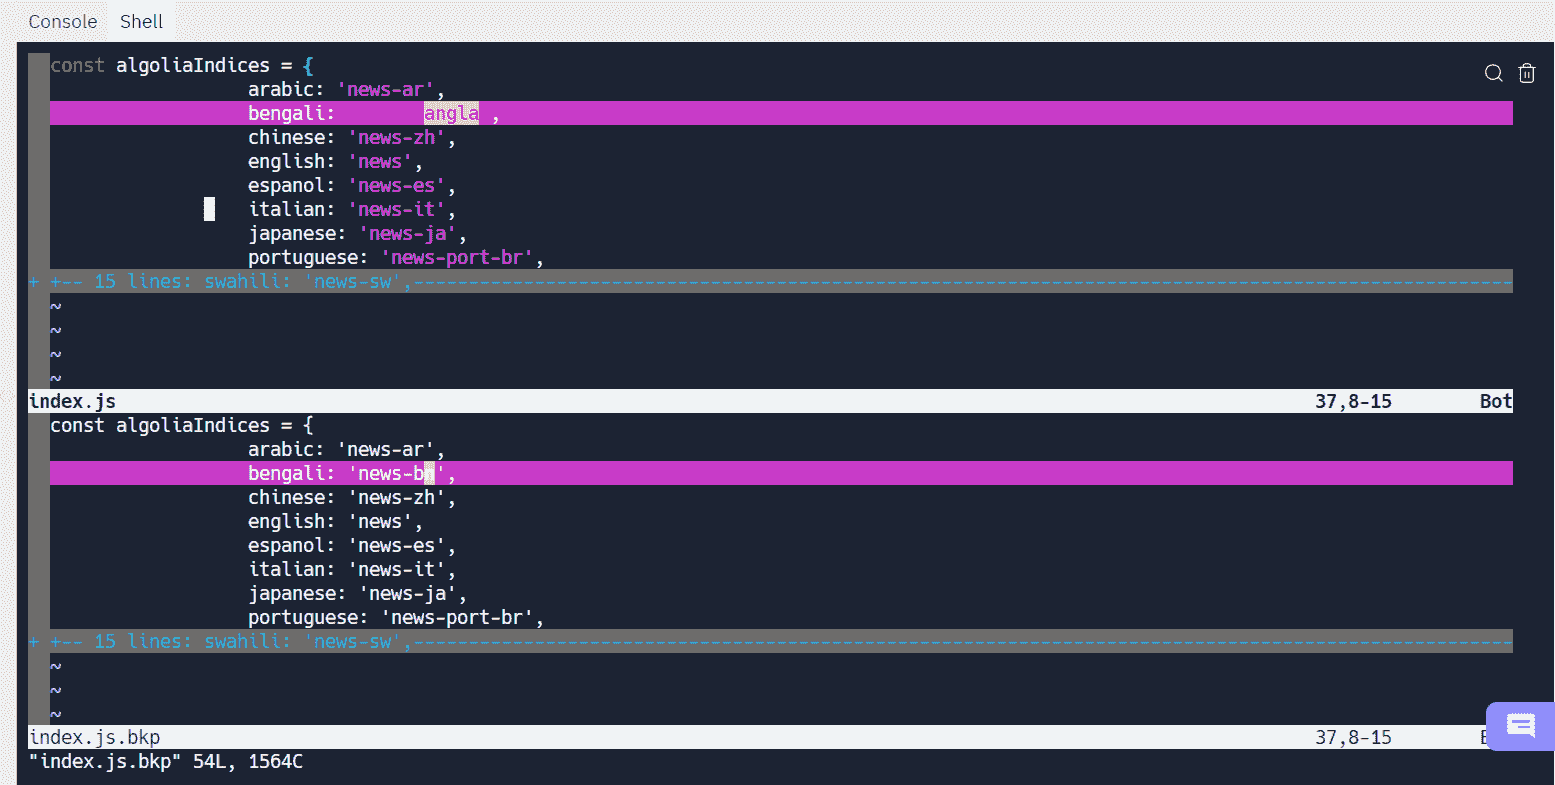 Console Shell
const algoliaIndices = {
arabic: 'news-ar',
bengali: angla ,
chinese: 'news-zh',
english: 'news',
espanol: 'news-es',
italian: 'news-it',
japanese: 'news-ja',
portuguese: 'news-port-br',
+ +-- 15 lines: swahili: 'news-sw',----------------------------------------------------------------------------------------------------
~
~
~
~
index.js 37,8-15 Bot
const algoliaIndices = {
arabic: 'news-ar',
bengali: 'news-b ',
chinese: 'news-zh',
english: 'news',
espanol: 'news-es',
italian: 'news-it',
japanese: 'news-ja',
portuguese: 'news-port-br',
+ +-- 15 lines: swahili: 'news-sw',----------------------------------------------------------------------------------------------------
~
~
~
index.js.bkp 37,8-15
"index.js.bkp" 54L, 1564C